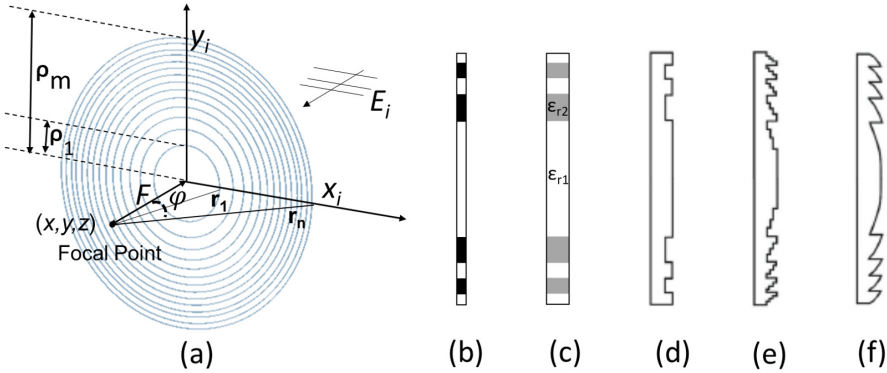 yᵢ
ρₘ
ρ₁
Eᵢ
F
φ
r₁
xᵢ
rₙ
(x,y,z)
Focal Point
εᵣ₂
εᵣ₁
(a)
(b)
(c)
(d)
(e)
(f)